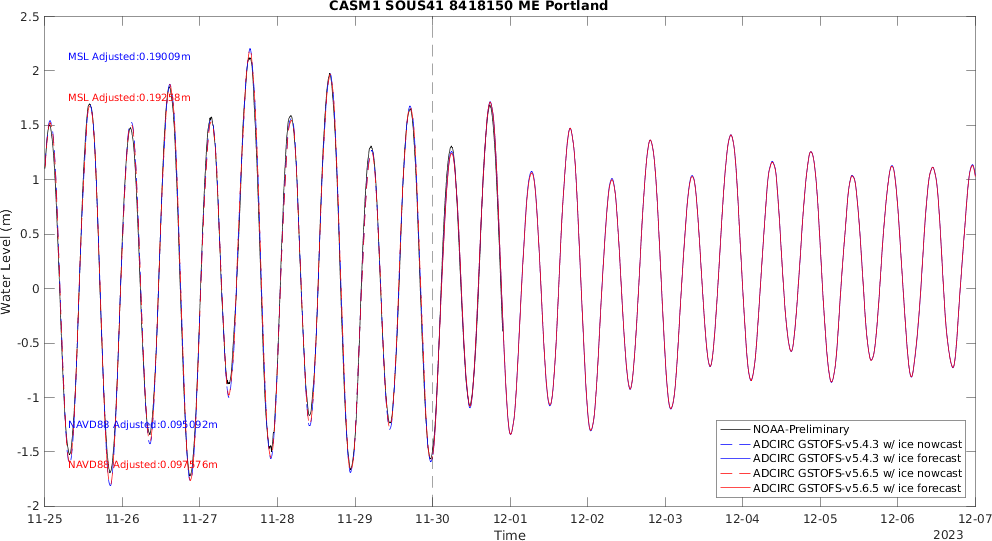 CASM1 SOUS41 8418150 ME Portland
2.5
2
1.5
1
0.5
0
-0.5
-1
-1.5
-2
Water Level (m)
MSL Adjusted:0.19009m
MSL Adjusted:0.19258m
NAVD88 Adjusted:0.095092m
NAVD88 Adjusted:0.097576m
NOAA-Preliminary
ADCIRC GSTOFS-v5.4.3 w/ ice nowcast
ADCIRC GSTOFS-v5.4.3 w/ ice forecast
ADCIRC GSTOFS-v5.6.5 w/ ice nowcast
ADCIRC GSTOFS-v5.6.5 w/ ice forecast
11-25 11-26 11-27 11-28 11-29 11-30 12-01 12-02 12-03 12-04 12-05 12-06 12-07
Time
2023